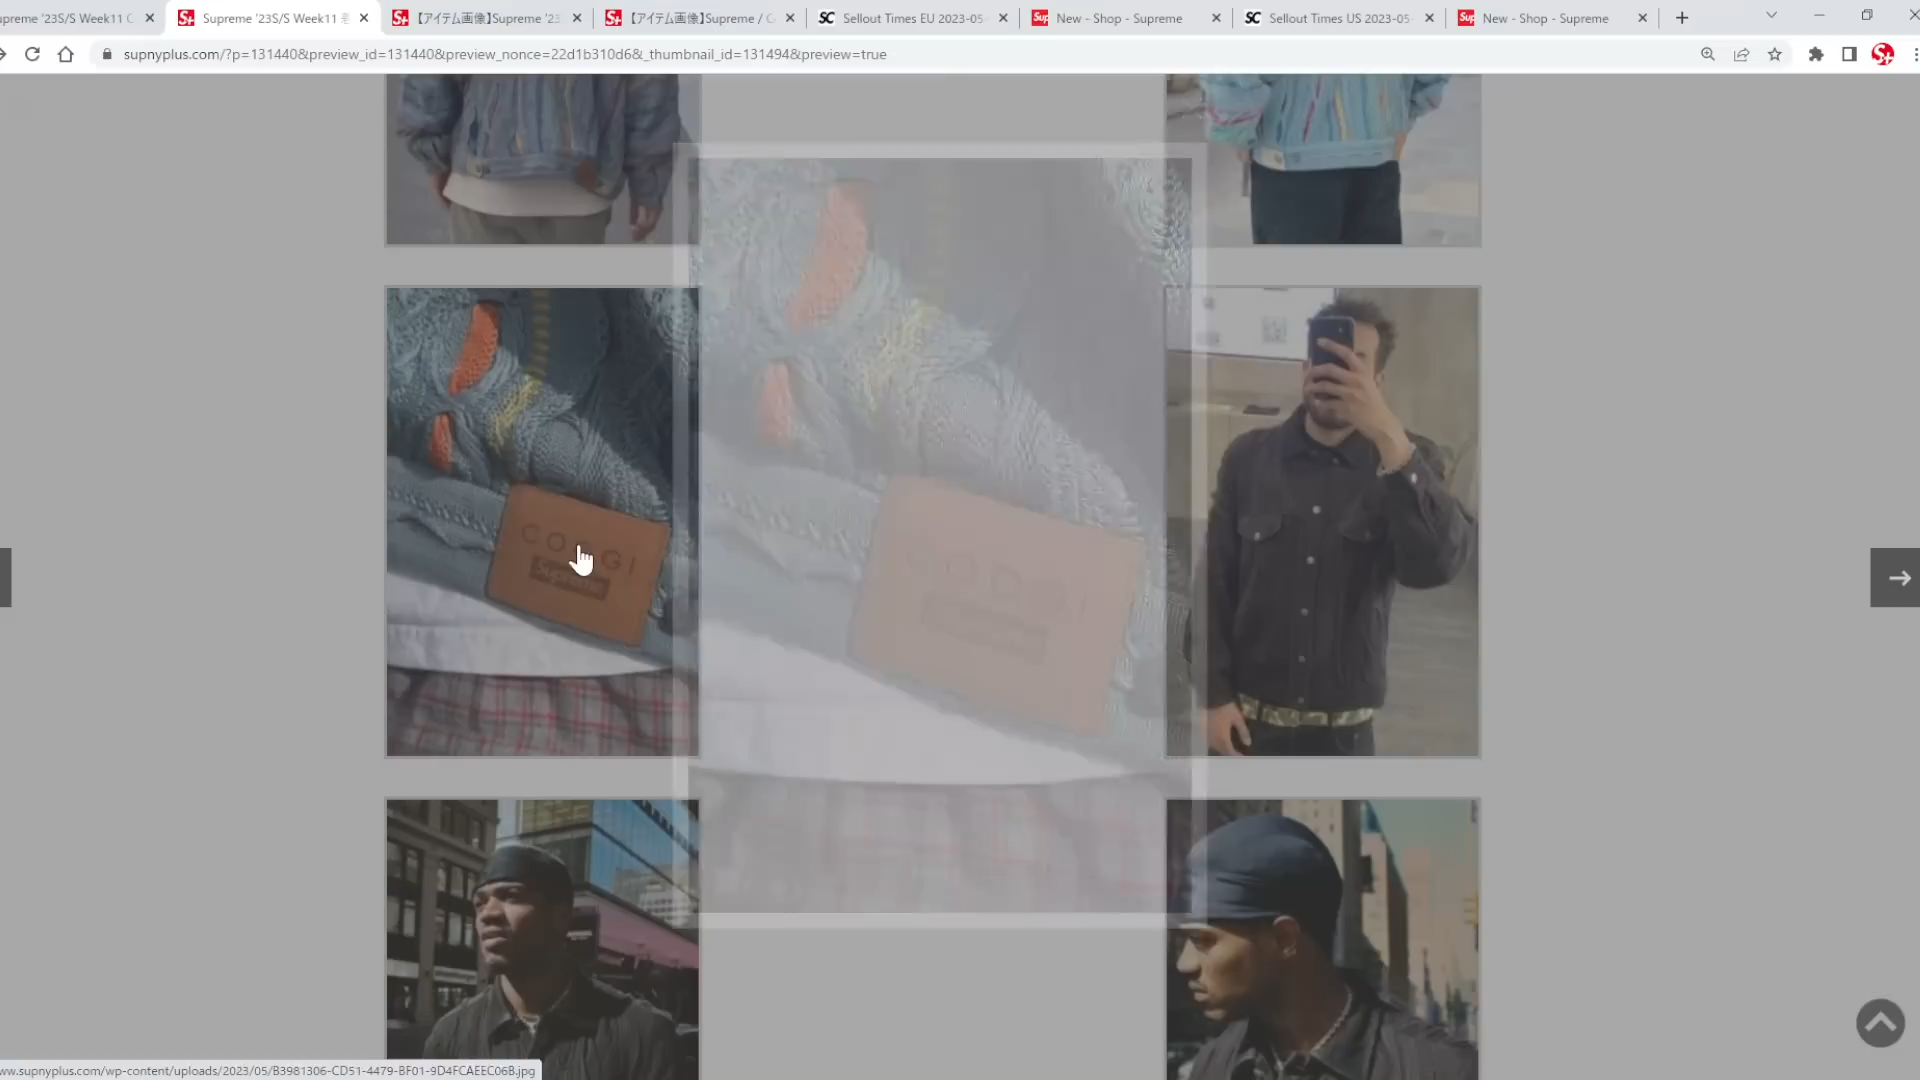 upreme '23S/S Week11 C
Supreme '23S/S Week11
【アイテム画像】Supreme '23
【アイテム画像】Supreme / C
Sellout Times EU 2023-05-
New - Shop - Supreme
Sellout Times US 2023-05-
New - Shop - Supreme
supnyplus.com/?p=131440&preview_id=131440&preview_nonce=22d1b310d6&_thumbnail_id=131494&preview=true
COOGI
Supreme
ww.supnyplus.com/wp-content/uploads/2023/05/B3981306-CD51-4479-BF01-9D4FCAEEC06B.jpg